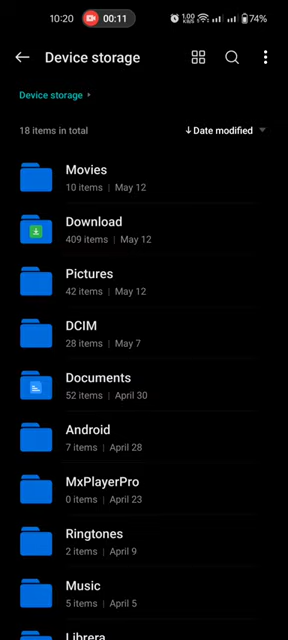 10:20 00:11 1.00 KB/S 74%
Device storage
Device storage
18 items in total Date modified
Movies
10 items | May 12
Download
409 items | May 12
Pictures
42 items | May 12
DCIM
28 items | May 7
Documents
52 items | April 30
Android
7 items | April 28
MxPlayerPro
0 items | April 23
Ringtones
2 items | April 9
Music
5 items | April 5
Librera